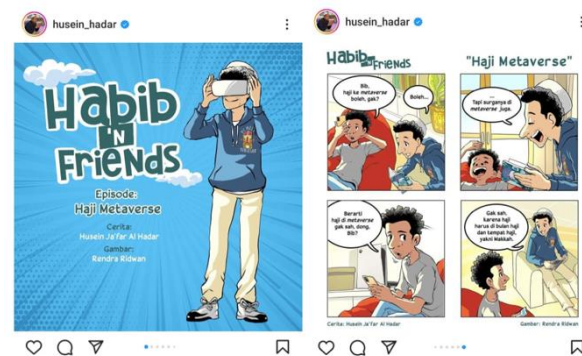 husein_hadar
Habib
'N
FRIENDS
Episode:
Haji Metaverse
Cerita:
Husein Ja'far Al Hadar
Gambar:
Rendra Ridwan
husein_hadar
Habib 'N FRIENDS
"Haji Metaverse"
Bib,
haji ke metaverse
boleh, gak?
Boleh...
...
Tapi surganya di
metaverse juga.
Berarti
haji di metaverse
gak sah, dong,
Bib?
Gak sah,
karena haji
harus di bulan haji
dan tempat haji,
yakni Makkah.
Cerita: Husein Ja'far Al Hadar
Gambar: Rendra Ridwan